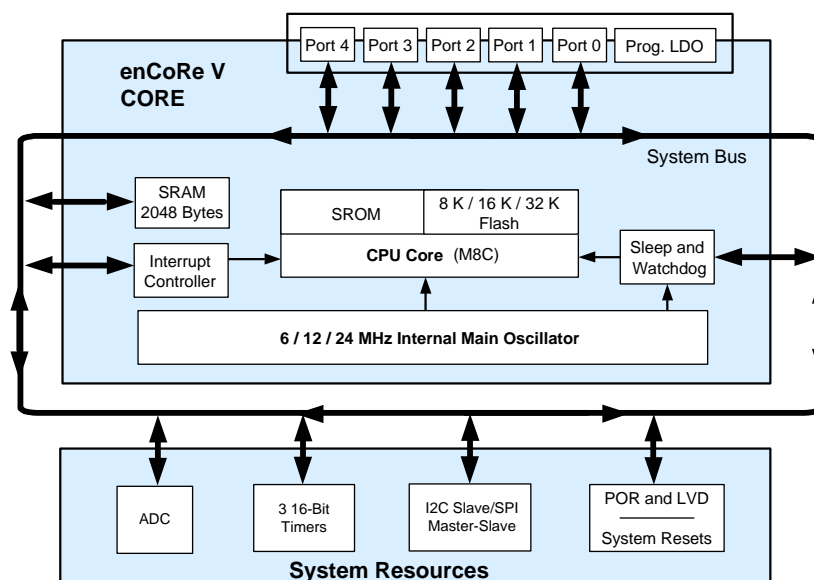 Port 4
Port 3
Port 2
Port 1
Port 0
Prog. LDO
enCoRe V
CORE
System Bus
SRAM
2048 Bytes
SROM
8 K / 16 K / 32 K
Flash
CPU Core (M8C)
Interrupt
Controller
Sleep and
Watchdog
6 / 12 / 24 MHz Internal Main Oscillator
ADC
3 16-Bit
Timers
I2C Slave/SPI
Master-Slave
POR and LVD
System Resets
System Resources